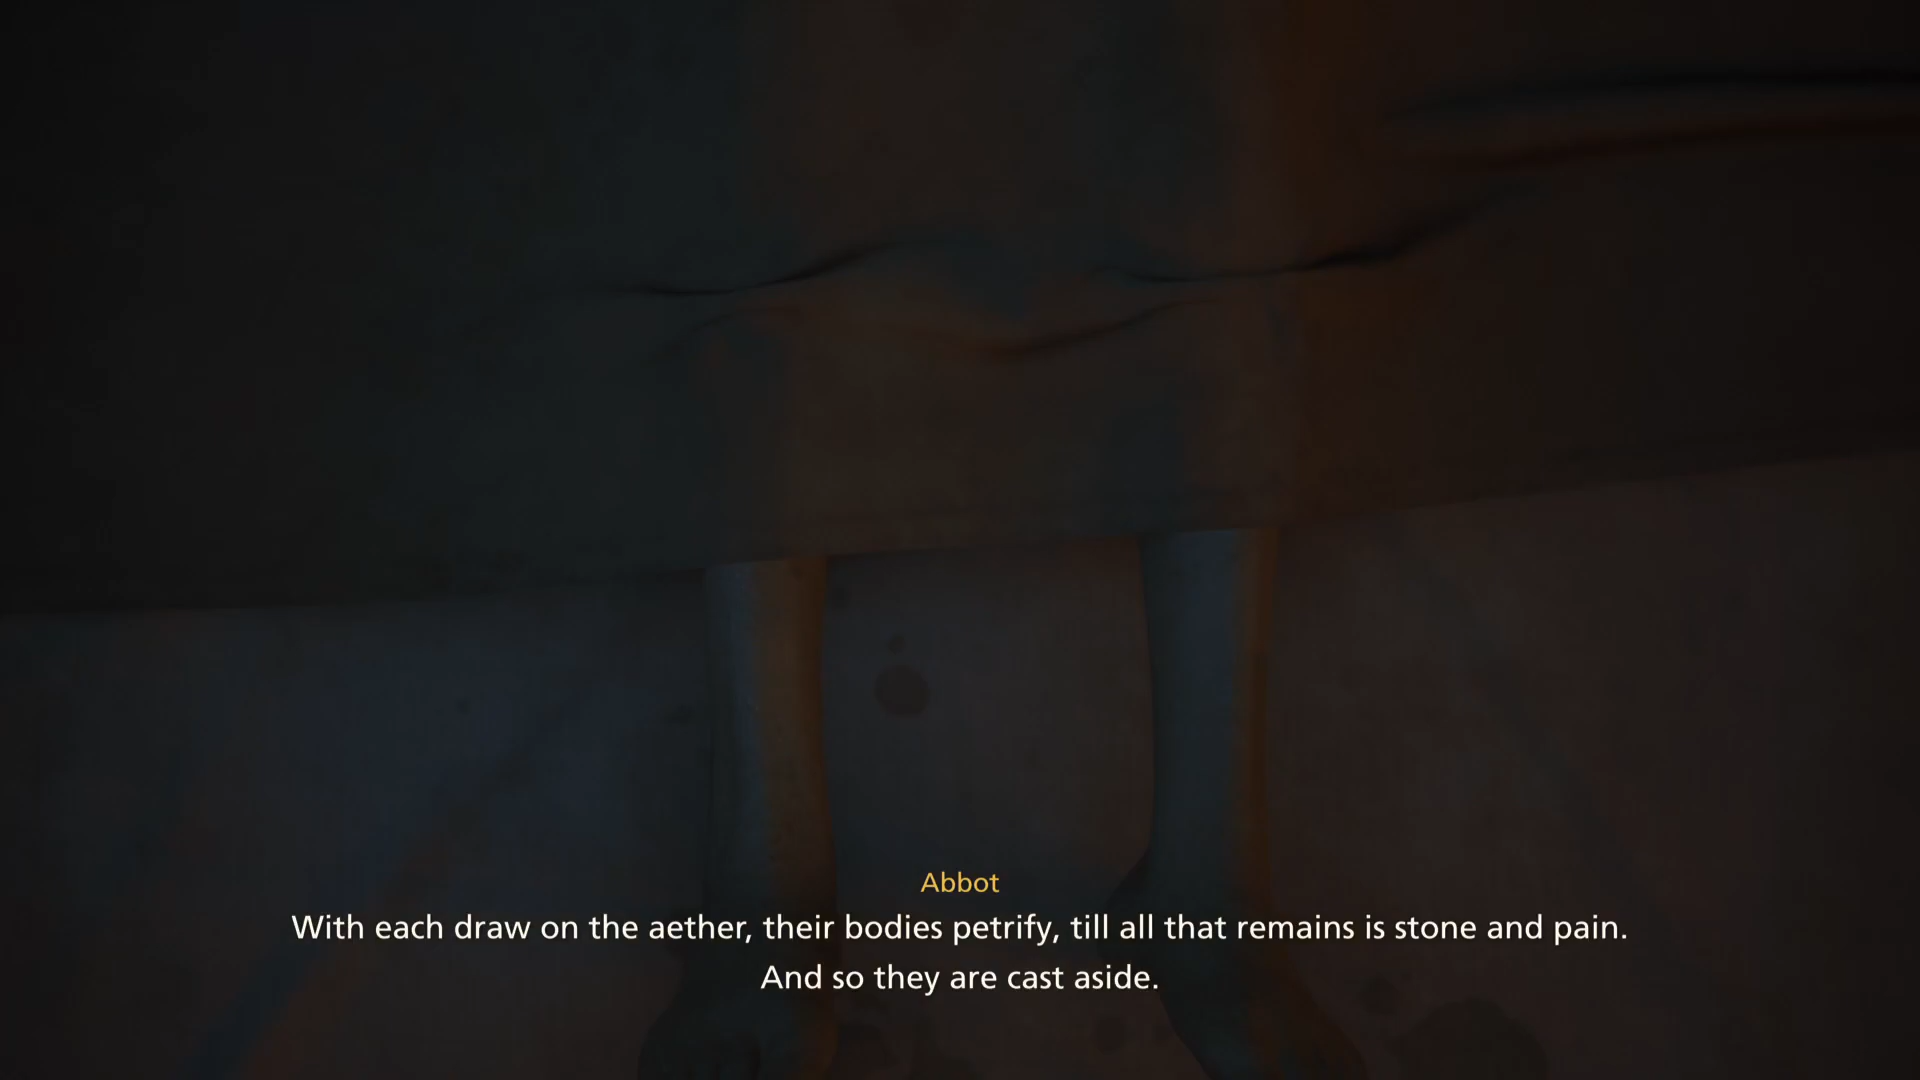 Abbot
With each draw on the aether, their bodies petrify, till all that remains is stone and pain.
And so they are cast aside.